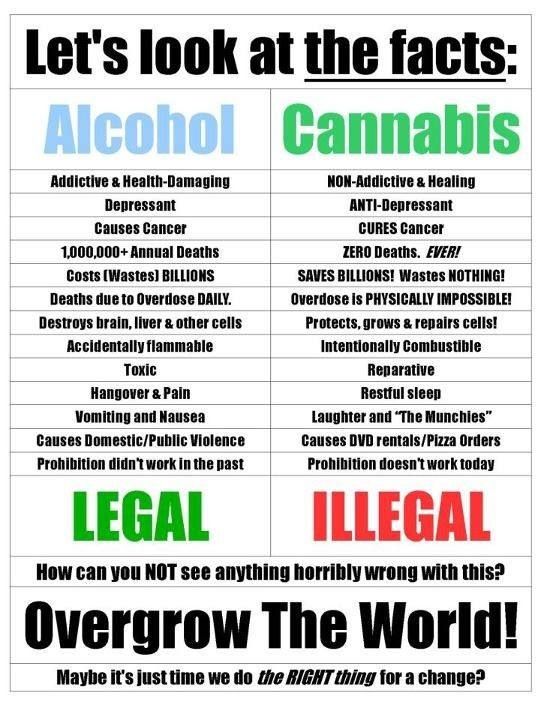 Let's look at the facts:
Alcohol Cannabis
Addictive & Health-Damaging NON-Addictive & Healing
Depressant ANTI-Depressant
Causes Cancer CURES Cancer
1,000,000+ Annual Deaths ZERO Deaths. EVER!
Costs (Wastes) BILLIONS SAVES BILLIONS! Wastes NOTHING!
Deaths due to Overdose DAILY. Overdose is PHYSICALLY IMPOSSIBLE!
Destroys brain, liver & other cells Protects, grows & repairs cells!
Accidentally flammable Intentionally Combustible
Toxic Reparative
Hangover & Pain Restful sleep
Vomiting and Nausea Laughter and "The Munchies"
Causes Domestic/Public Violence Causes DVD rentals/Pizza Orders
Prohibition didn't work in the past Prohibition doesn't work today
LEGAL ILLEGAL
How can you NOT see anything horribly wrong with this?
Overgrow The World!
Maybe it's just time we do the RIGHT thing for a change?